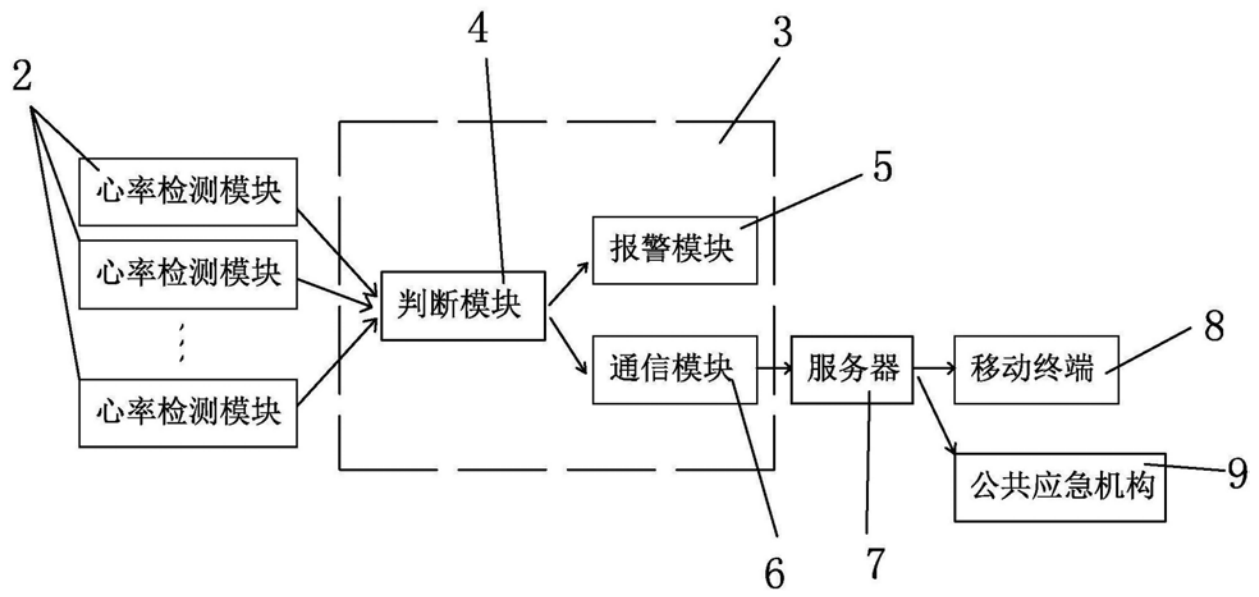 4
3
2
心率检测模块
5
报警模块
心率检测模块
判断模块
8
通信模块
服务器
移动终端
心率检测模块
9
公共应急机构
6
7